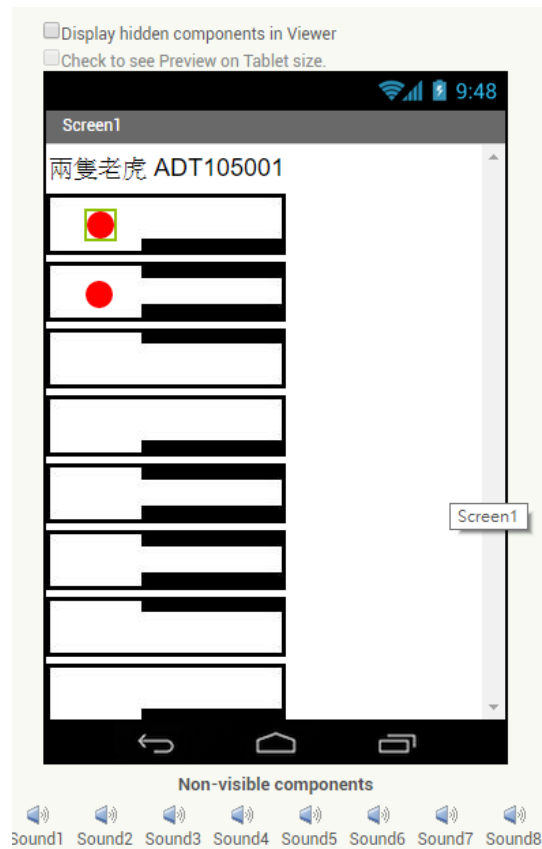 Display hidden components in Viewer
Check to see Preview on Tablet size.
9:48
Screen1
兩隻老虎 ADT105001
Screen1
Non-visible components
Sound1 Sound2 Sound3 Sound4 Sound5 Sound6 Sound7 Sound8